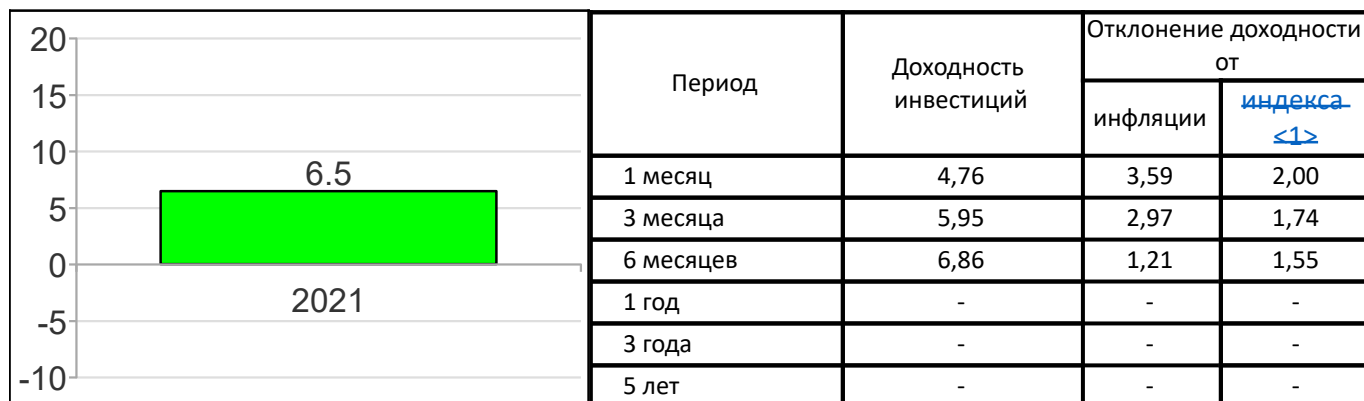 20
15
10
5
0
-5
-10
6.5
2021
Период
Доходность
инвестиций
Отклонение доходности
от
инфляции
индекса
<1>
1 месяц 4,76 3,59 2,00
3 месяца 5,95 2,97 1,74
6 месяцев 6,86 1,21 1,55
1 год - - -
3 года - - -
5 лет - - -